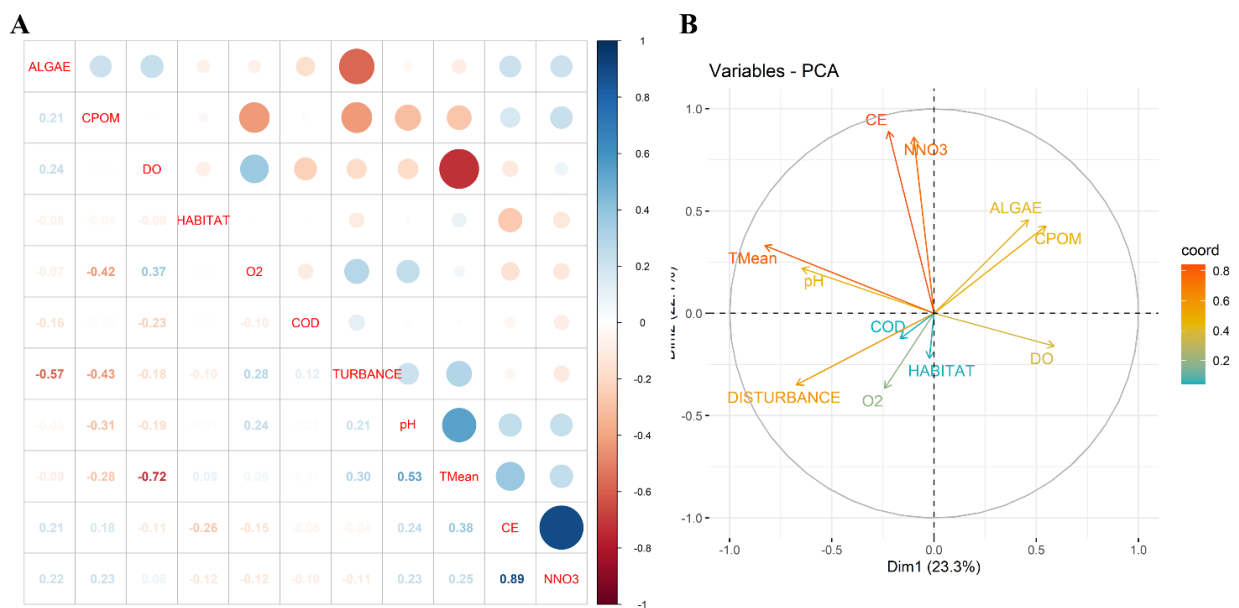 A
ALGAE
0.21 CPOM
0.24 DO
-0.08 -0.04 -0.09 HABITAT
-0.07 -0.42 0.37 O2
-0.16 -0.23 -0.10 COD
-0.57 -0.43 -0.18 -0.10 0.28 0.12 TURBANCE
-0.31 -0.19 0.24 0.21 pH
-0.09 -0.28 -0.72 0.09 0.05 0.30 0.53 TMean
0.21 0.18 -0.11 -0.26 -0.15 -0.05 -0.04 0.24 0.38 CE
0.22 0.23 0.08 -0.12 -0.12 -0.10 -0.11 0.23 0.25 0.89 NNO3
1
0.8
0.6
0.4
0.2
0
-0.2
-0.4
-0.6
-0.8
-1
B
Variables - PCA
1.0
0.5
0.0
-0.5
-1.0
Dim2 (22.1%)
CE
NNO3
ALGAE
CPOM
TMean
pH
COD
DO
HABITAT
DISTURBANCE
O2
-1.0 -0.5 0.0 0.5 1.0
Dim1 (23.3%)
coord
0.8
0.6
0.4
0.2